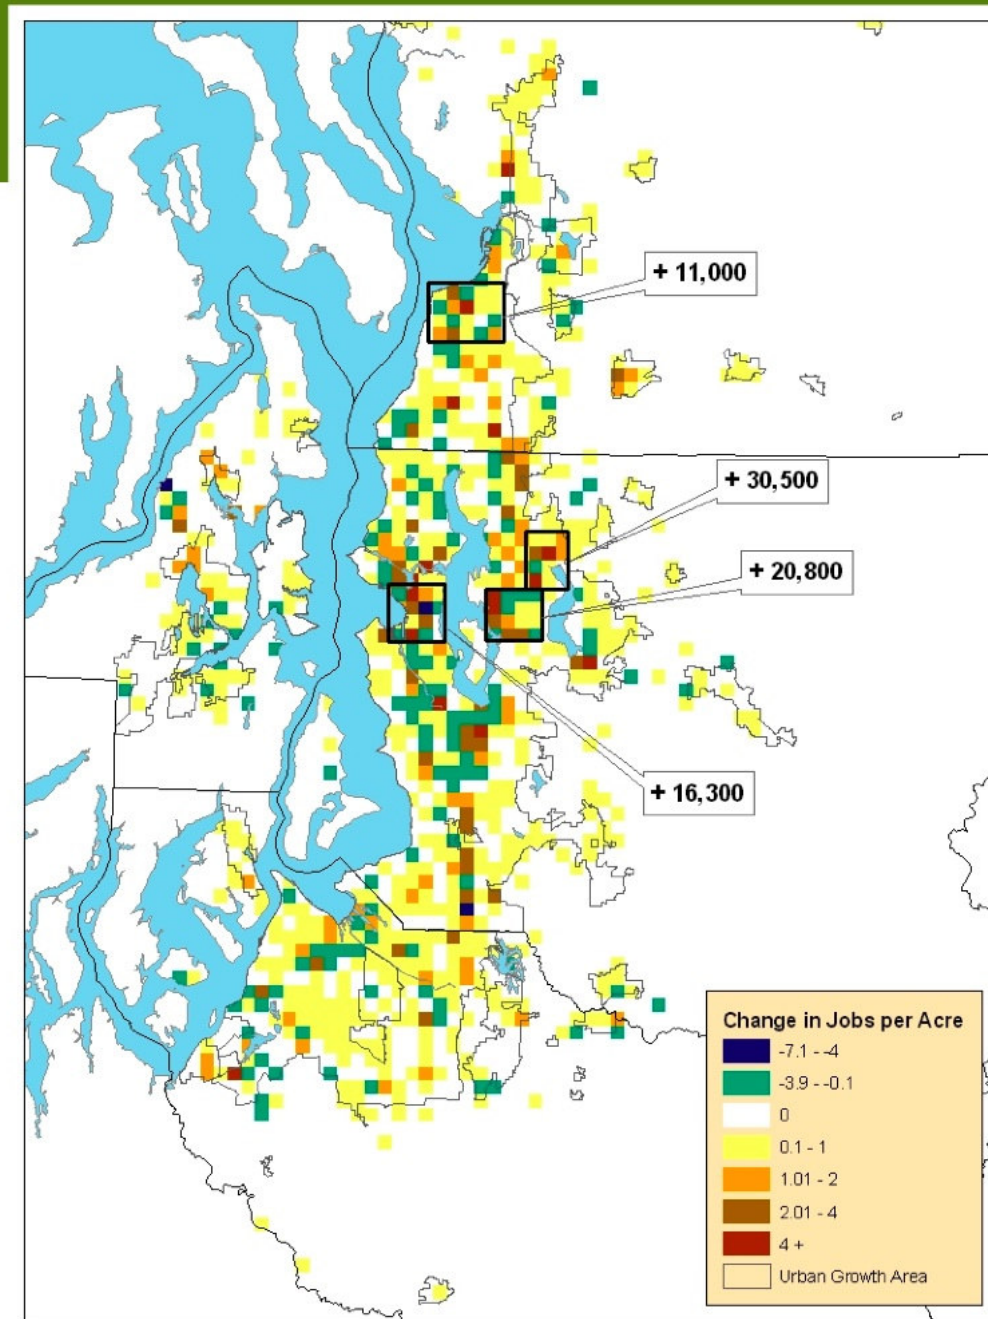 + 11,000
+ 30,500
+ 20,800
+ 16,300
Change in Jobs per Acre
-7.1 - -4
-3.9 - -0.1
0
0.1 - 1
1.01 - 2
2.01 - 4
4 +
Urban Growth Area